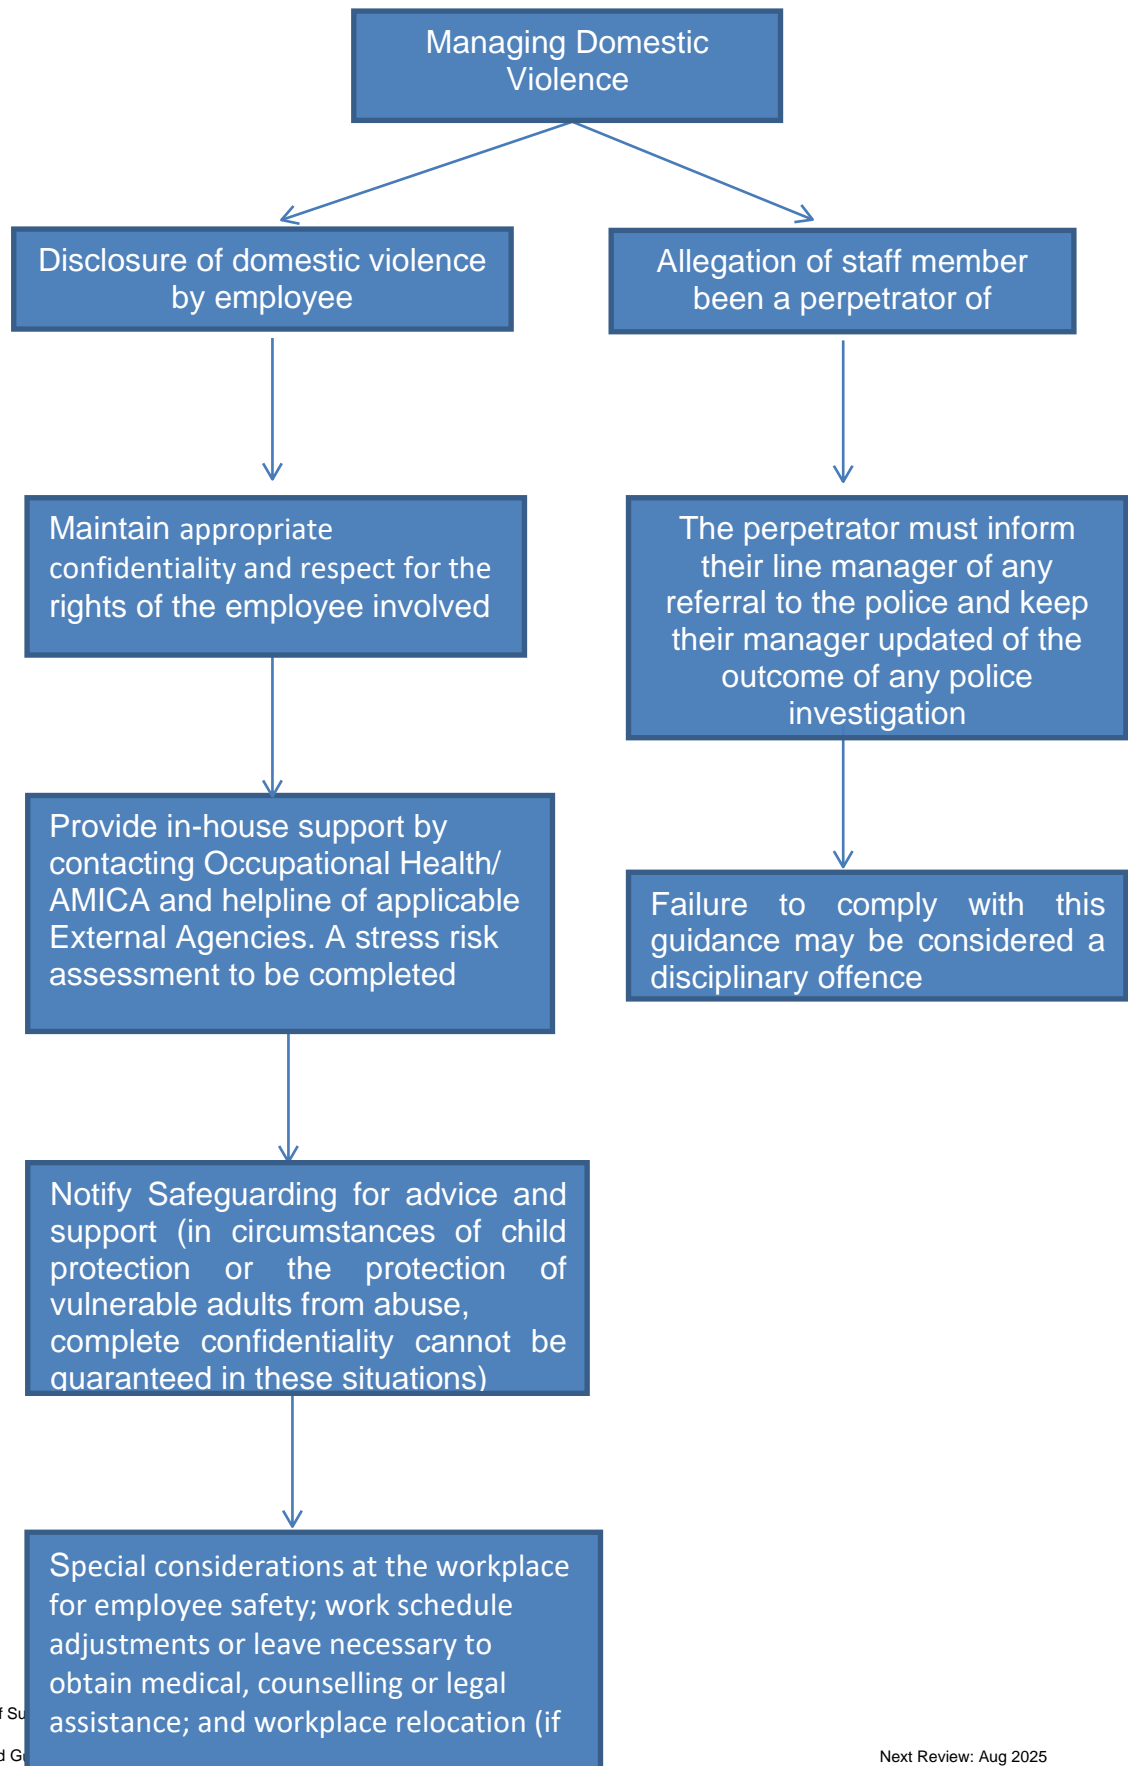 Managing Domestic
Violence
Disclosure of domestic violence
by employee
Allegation of staff member
been a perpetrator of
Maintain appropriate
confidentiality and respect for the
rights of the employee involved
The perpetrator must inform
their line manager of any
referral to the police and keep
their manager updated of the
outcome of any police
investigation
Provide in-house support by
contacting Occupational Health/
AMICA and helpline of applicable
External Agencies. A stress risk
assessment to be completed
Failure to comply with this
guidance may be considered a
disciplinary offence
Notify Safeguarding for advice and
support (in circumstances of child
protection or the protection of
vulnerable adults from abuse,
complete confidentiality cannot be
guaranteed in these situations)
Special considerations at the workplace
for employee safety; work schedule
adjustments or leave necessary to
obtain medical, counselling or legal
assistance; and workplace relocation (if
Next Review: Aug 2025